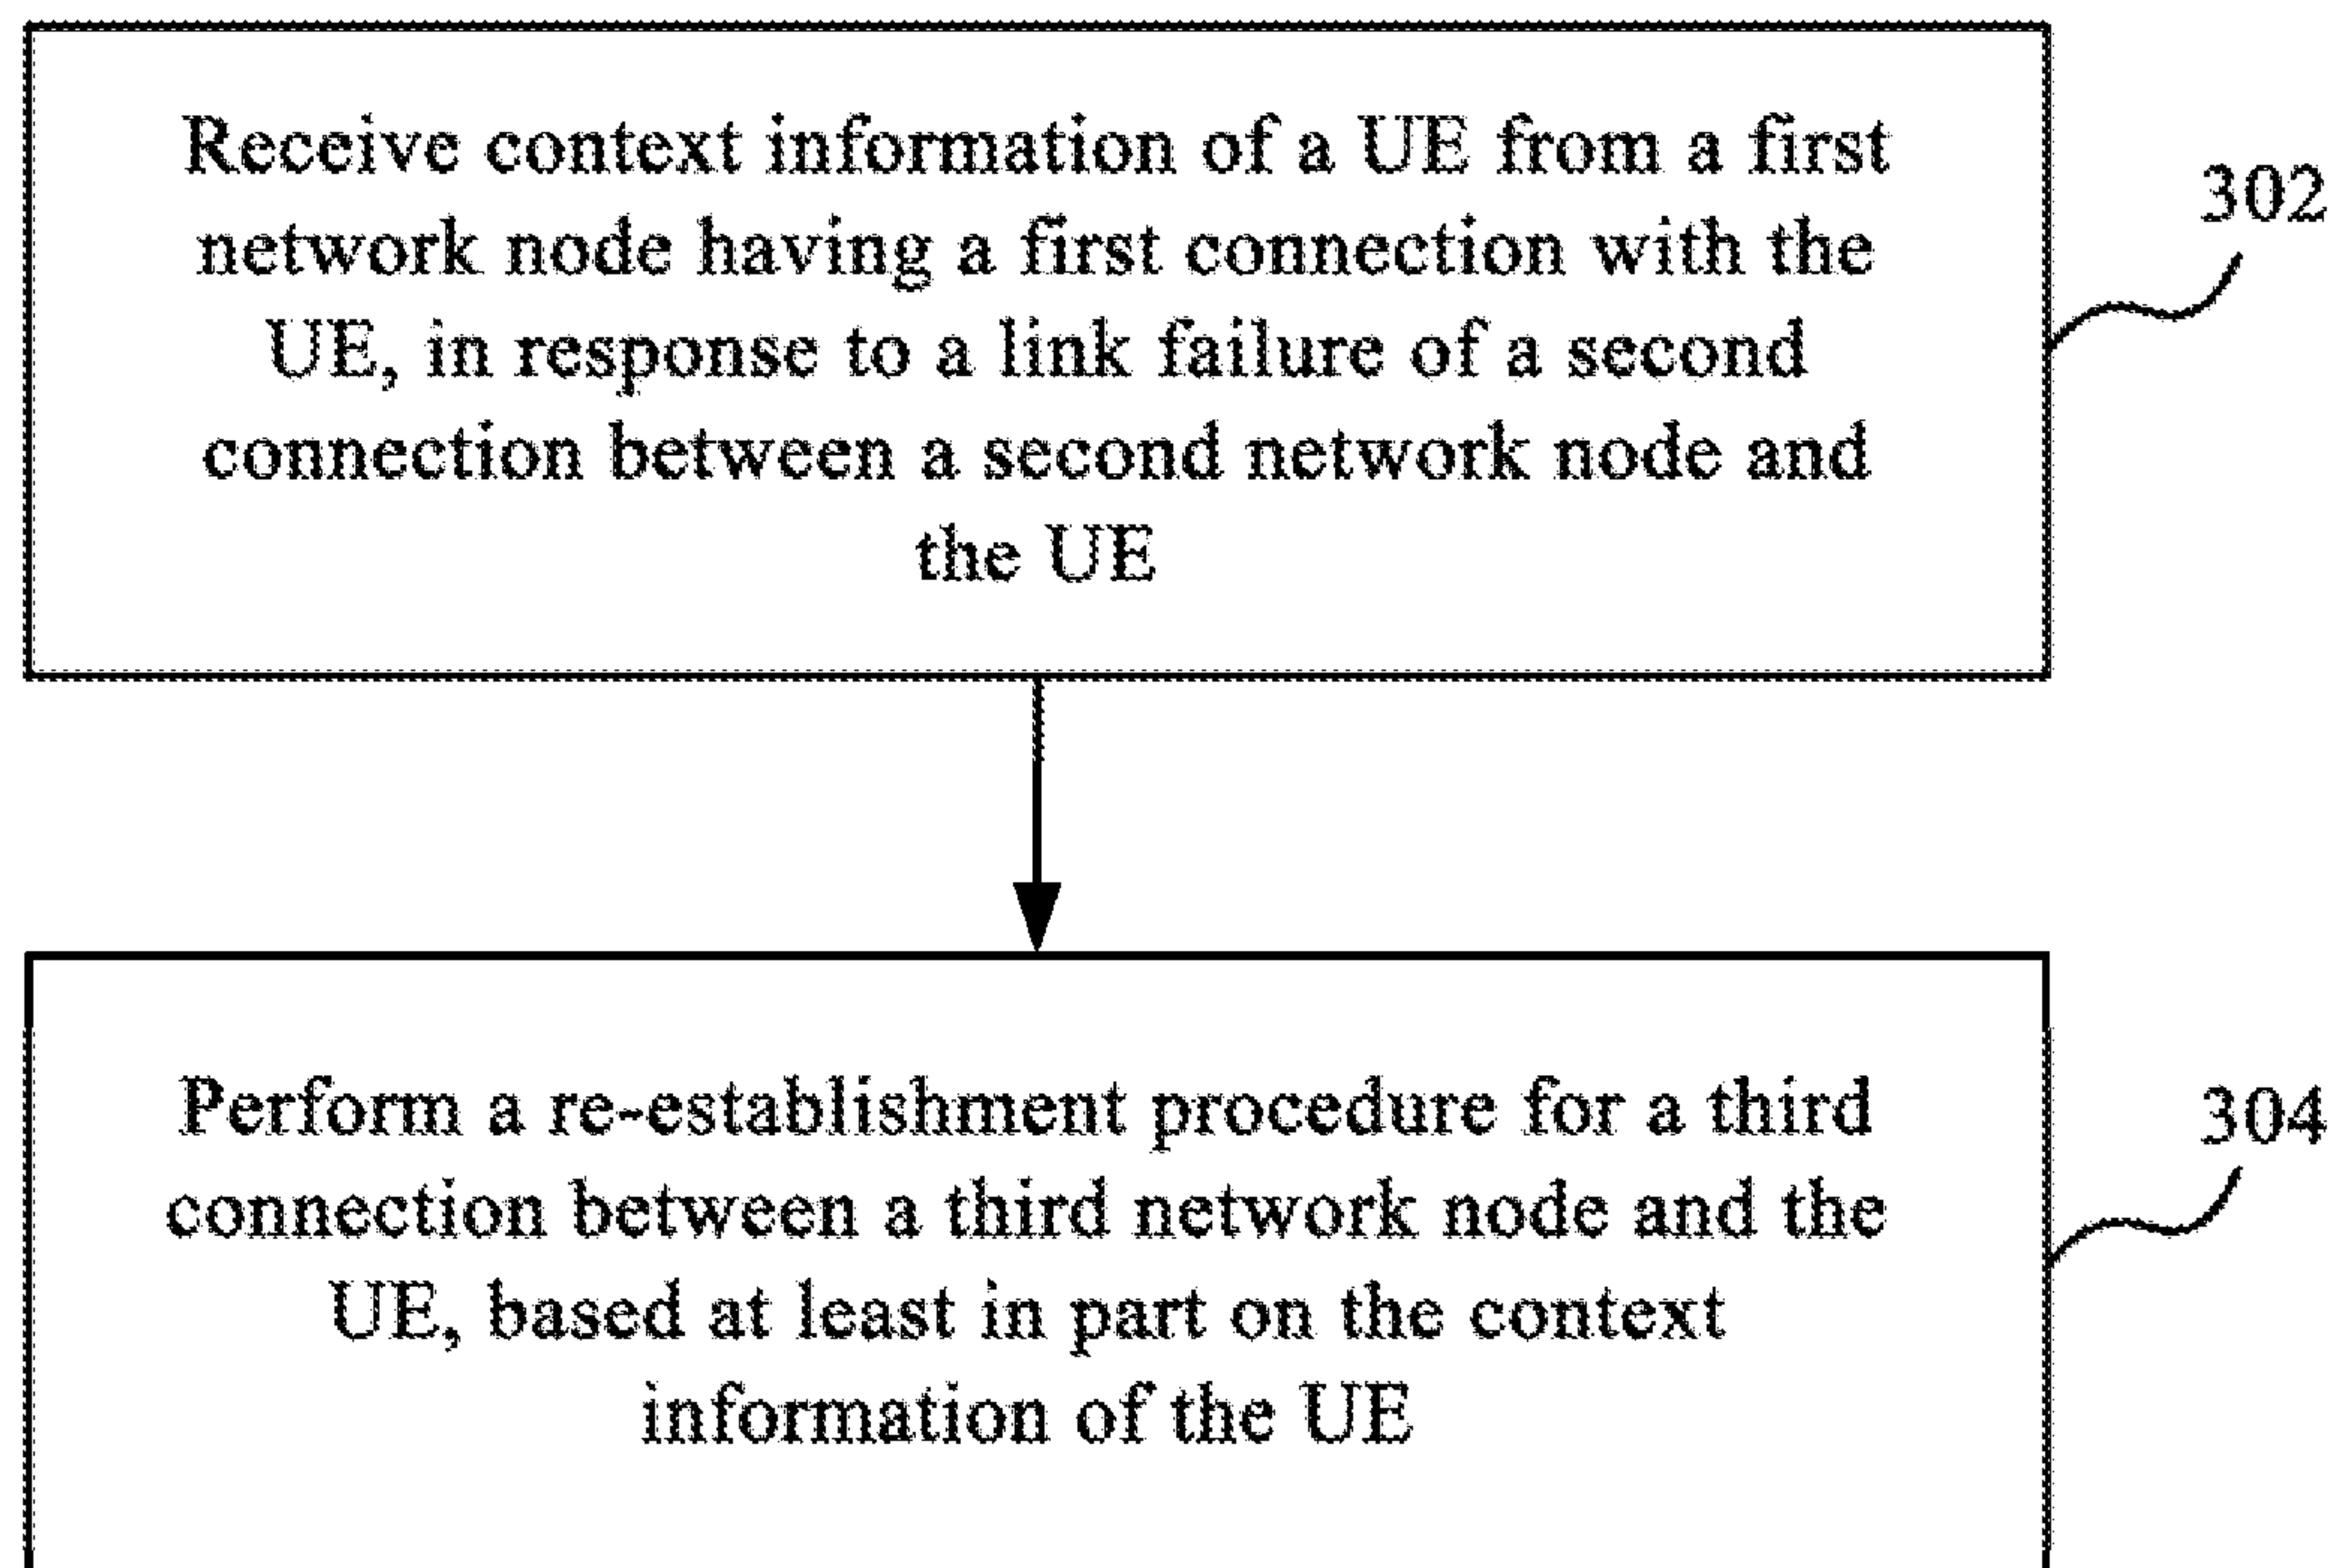 Receive context information of a UE from a first
network node having a first connection with the
UE, in response to a link failure of a second
connection between a second network node and
the UE
302
Perform a re-establishment procedure for a third
connection between a third network node and the
UE, based at least in part on the context
information of the UE
304